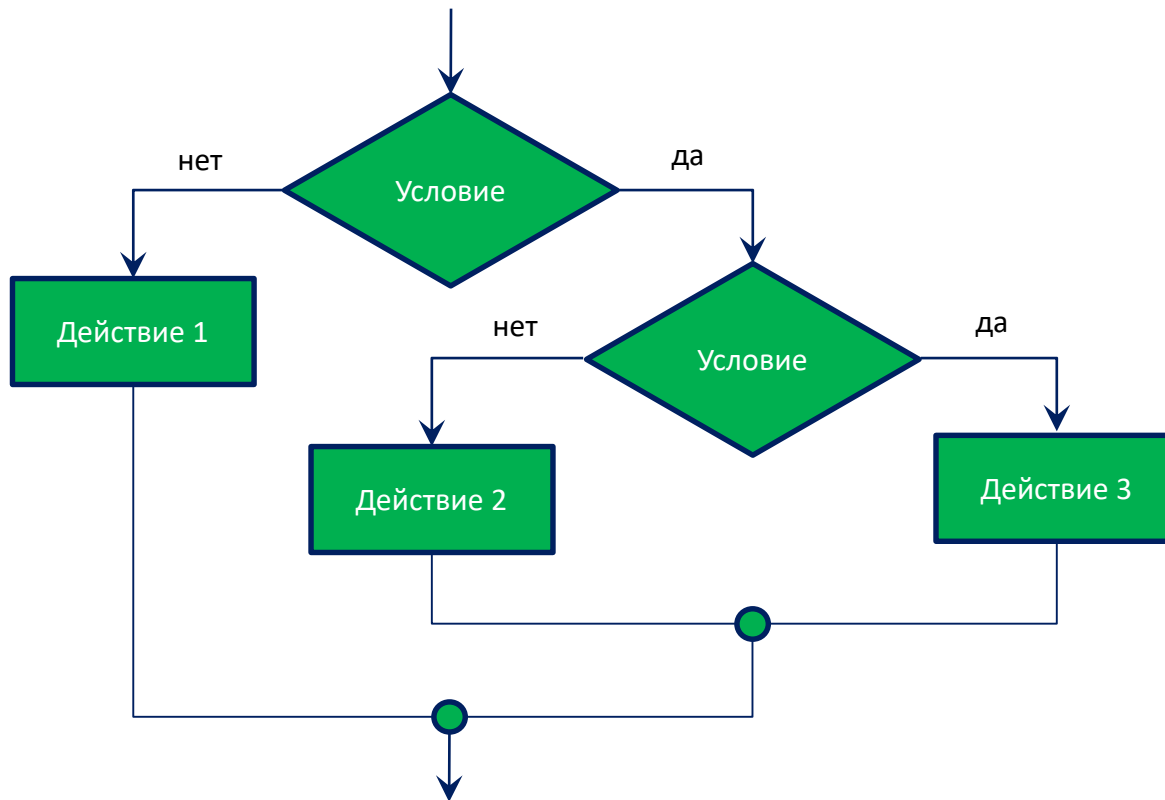 нет
да
Условие
Действие 1
нет
да
Условие
Действие 2
Действие 3